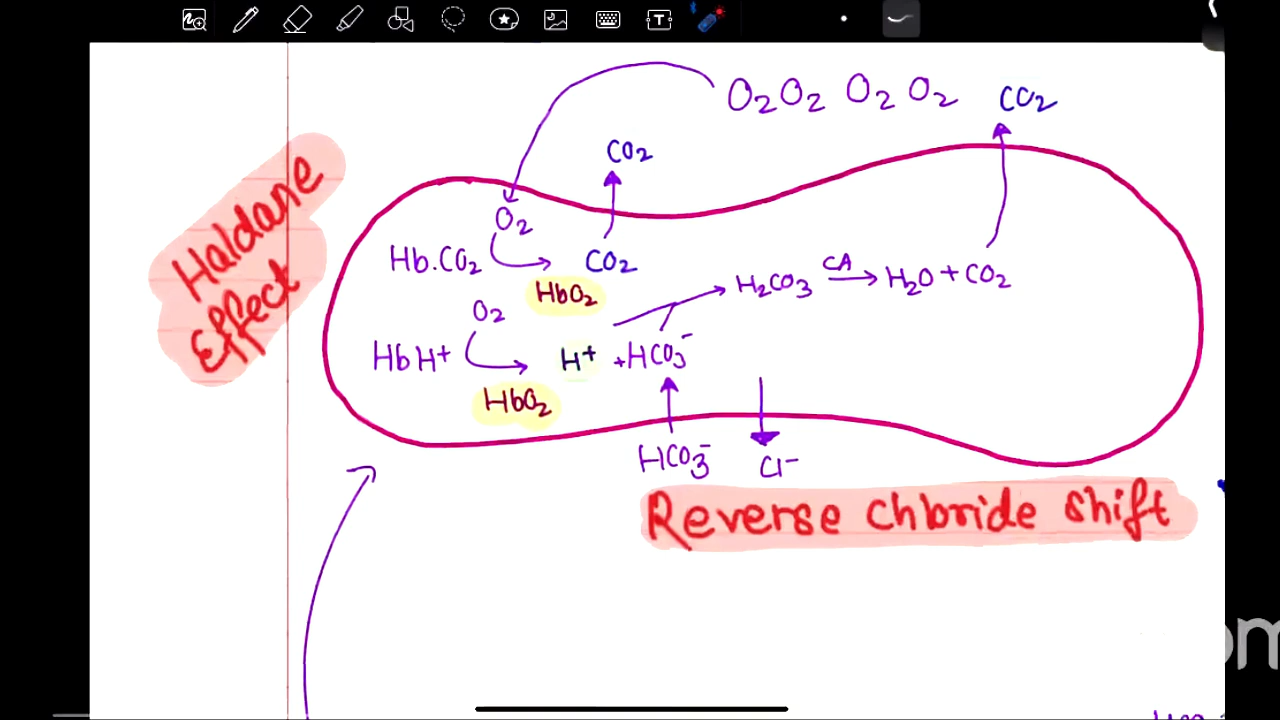 O₂ O₂ O₂ O₂ CO₂
CO₂
O₂
Hb.CO₂ CO₂
HbO₂
H₂CO₃ CA H₂O + CO₂
O₂
HbH⁺ H⁺ + HCO₃⁻
HbO₂
HCO₃⁻ Cl⁻
Haldane
Effect
Reverse chloride shift